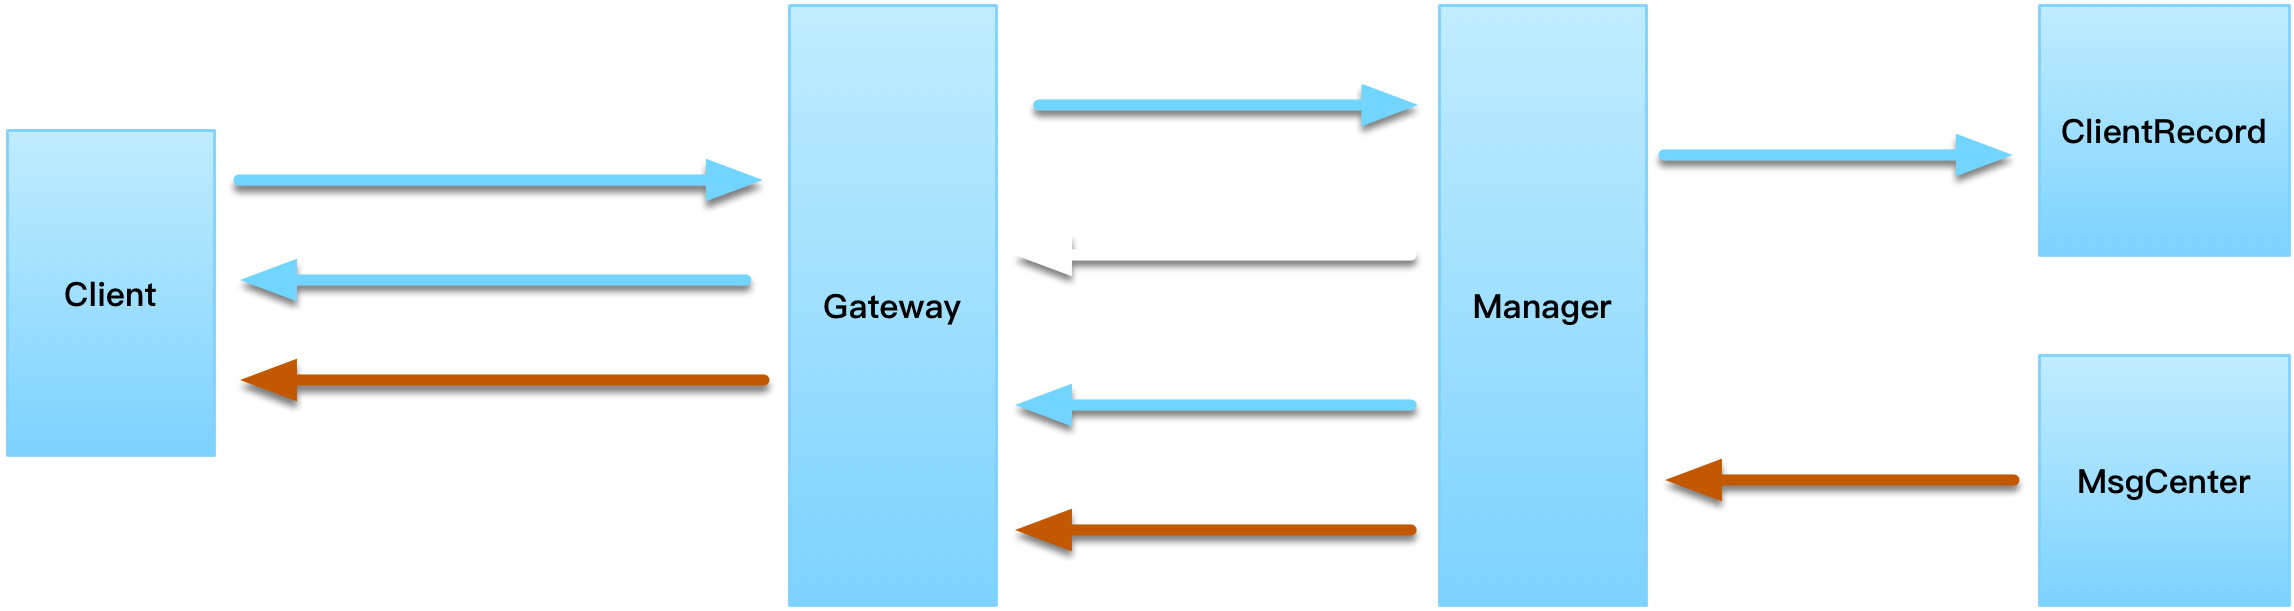 Client
Gateway
Manager
ClientRecord
MsgCenter